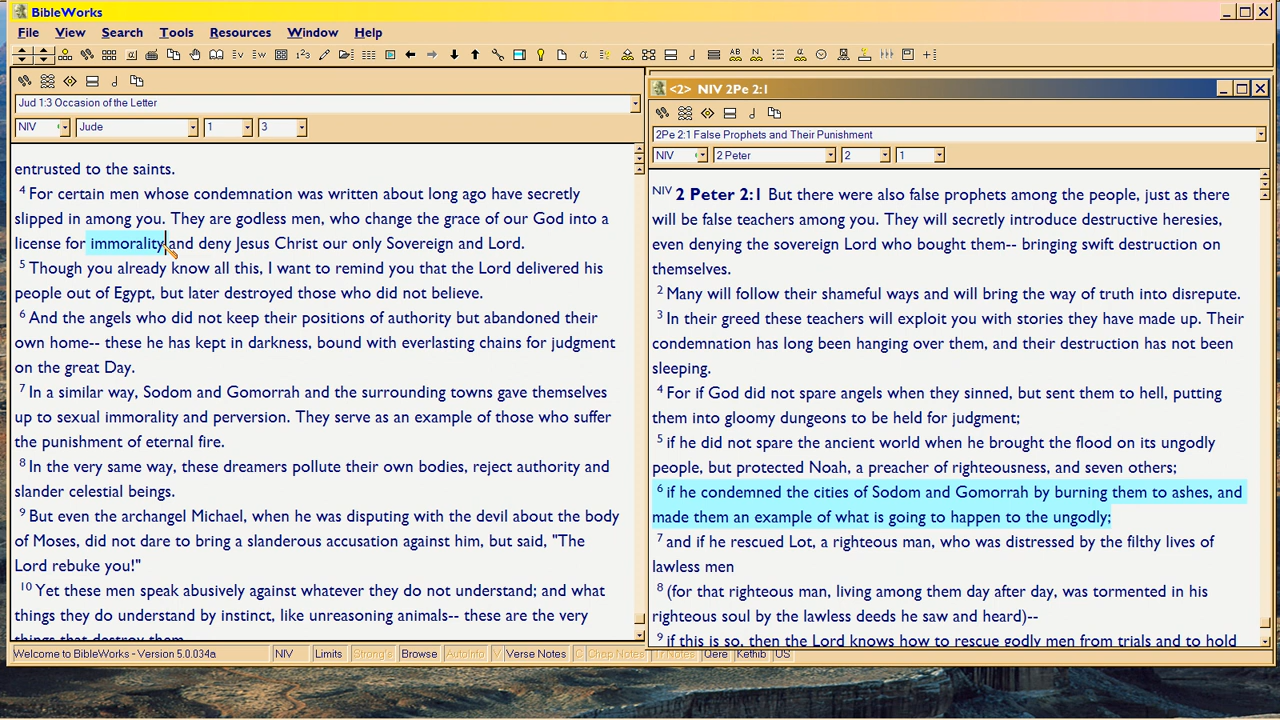 BibleWorks
File View Search Tools Resources Window Help
Jud 1:3 Occasion of the Letter
NIV Jude 1 3
entrusted to the saints.
4 For certain men whose condemnation was written about long ago have secretly
slipped in among you. They are godless men, who change the grace of our God into a
license for immorality and deny Jesus Christ our only Sovereign and Lord.
5 Though you already know all this, I want to remind you that the Lord delivered his
people out of Egypt, but later destroyed those who did not believe.
6 And the angels who did not keep their positions of authority but abandoned their
own home-- these he has kept in darkness, bound with everlasting chains for judgment
on the great Day.
7 In a similar way, Sodom and Gomorrah and the surrounding towns gave themselves
up to sexual immorality and perversion. They serve as an example of those who suffer
the punishment of eternal fire.
8 In the very same way, these dreamers pollute their own bodies, reject authority and
slander celestial beings.
9 But even the archangel Michael, when he was disputing with the devil about the body
of Moses, did not dare to bring a slanderous accusation against him, but said, "The
Lord rebuke you!"
10 Yet these men speak abusively against whatever they do not understand; and what
things they do understand by instinct, like unreasoning animals-- these are the very
things that destroy them.
<2> NIV 2Pe 2:1
2Pe 2:1 False Prophets and Their Punishment
NIV 2 Peter 2 1
NIV 2 Peter 2:1 But there were also false prophets among the people, just as there
will be false teachers among you. They will secretly introduce destructive heresies,
even denying the sovereign Lord who bought them-- bringing swift destruction on
themselves.
2 Many will follow their shameful ways and will bring the way of truth into disrepute.
3 In their greed these teachers will exploit you with stories they have made up. Their
condemnation has long been hanging over them, and their destruction has not been
sleeping.
4 For if God did not spare angels when they sinned, but sent them to hell, putting
them into gloomy dungeons to be held for judgment;
5 if he did not spare the ancient world when he brought the flood on its ungodly
people, but protected Noah, a preacher of righteousness, and seven others;
6 if he condemned the cities of Sodom and Gomorrah by burning them to ashes, and
made them an example of what is going to happen to the ungodly;
7 and if he rescued Lot, a righteous man, who was distressed by the filthy lives of
lawless men
8 (for that righteous man, living among them day after day, was tormented in his
righteous soul by the lawless deeds he saw and heard)--
9 if this is so, then the Lord knows how to rescue godly men from trials and to hold
Welcome to BibleWorks - Version 5.0.034a NIV Limits Strong's Browse AutoInfo V Verse Notes C Chap Notes Tr Notes Qere Kethib US